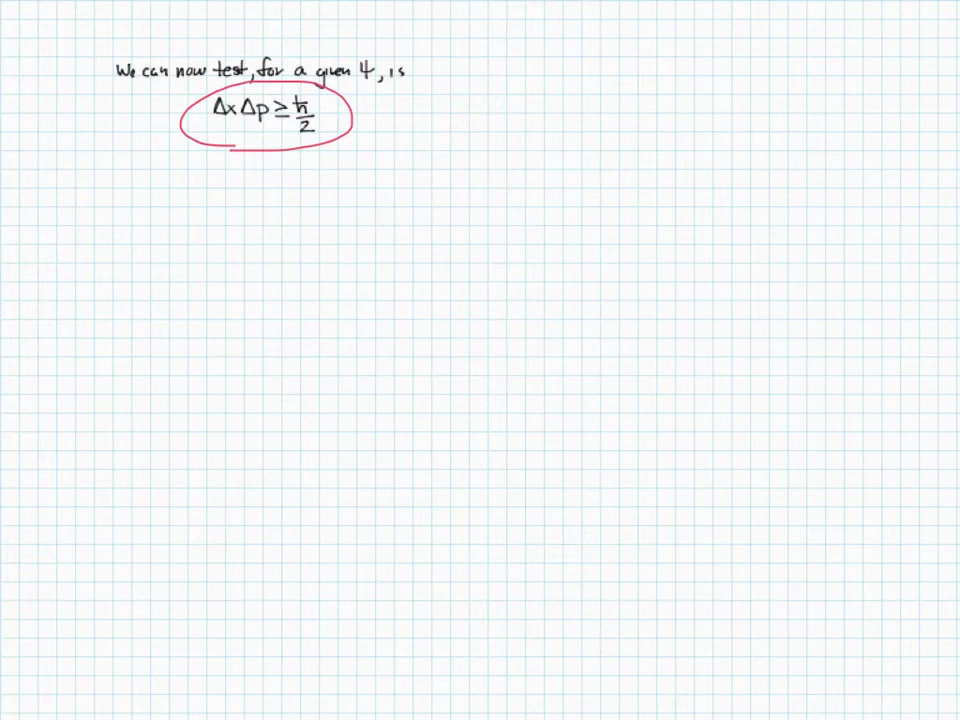 We can now test, for a given Ψ, is
Δx Δp ≥ ħ/2